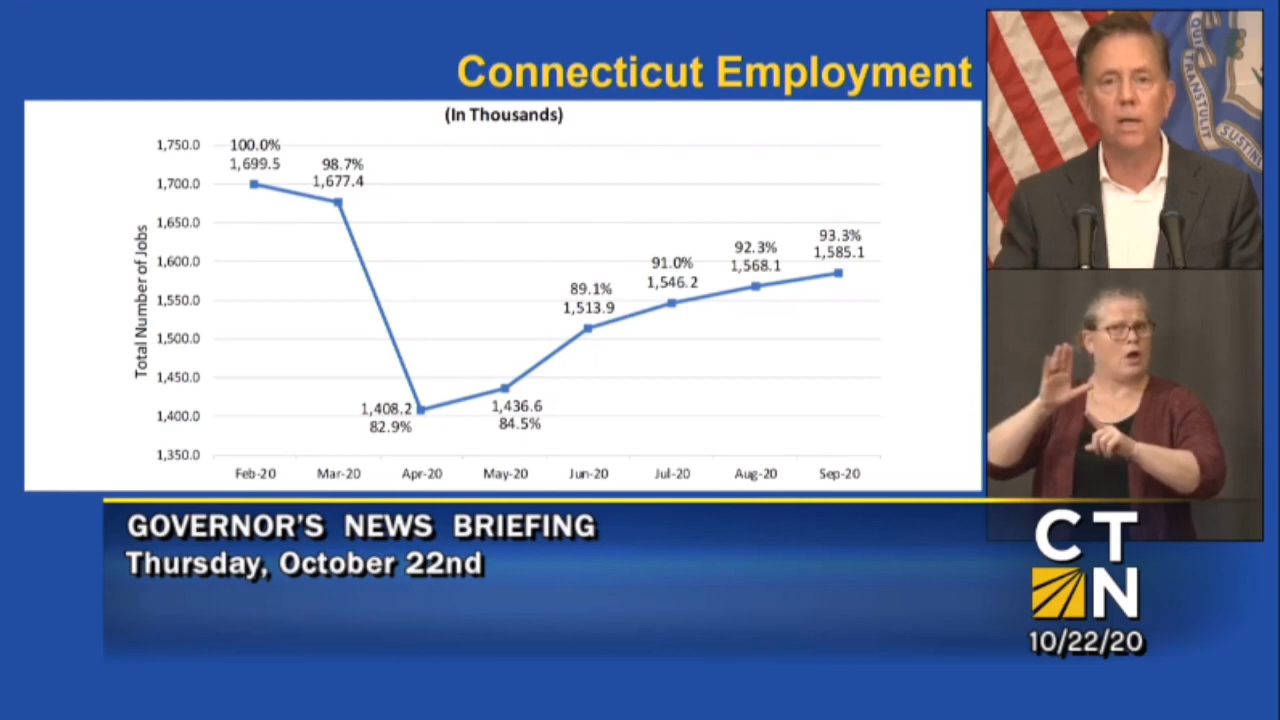 Connecticut Employment
(In Thousands)
Total Number of Jobs
1,750.0
1,700.0
1,650.0
1,600.0
1,550.0
1,500.0
1,450.0
1,400.0
1,350.0
100.0%
1,699.5
98.7%
1,677.4
1,408.2
82.9%
1,436.6
84.5%
89.1%
1,513.9
91.0%
1,546.2
92.3%
1,568.1
93.3%
1,585.1
Feb-20 Mar-20 Apr-20 May-20 Jun-20 Jul-20 Aug-20 Sep-20
QUI TRANSTULIT
GOVERNOR'S NEWS BRIEFING
Thursday, October 22nd
CT
N
10/22/20